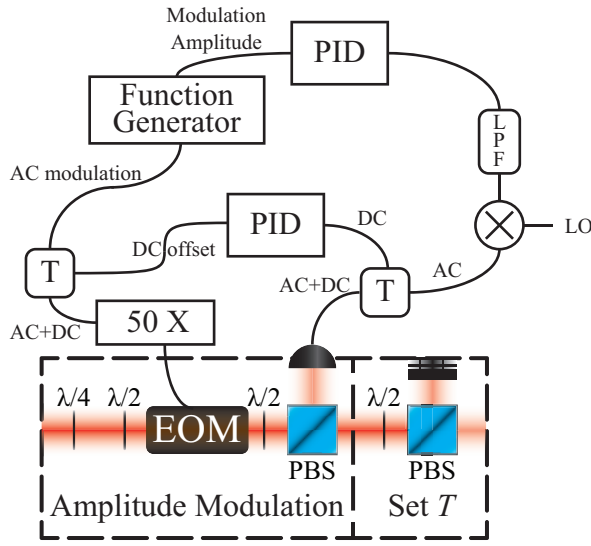 Modulation
Amplitude
PID
Function
Generator
L
P
F
AC modulation
PID
DC
LO
DC offset
T
AC+DC
T
AC
AC+DC
50 X
λ/4
λ/2
EOM
λ/2
PBS
λ/2
PBS
Amplitude Modulation
Set T